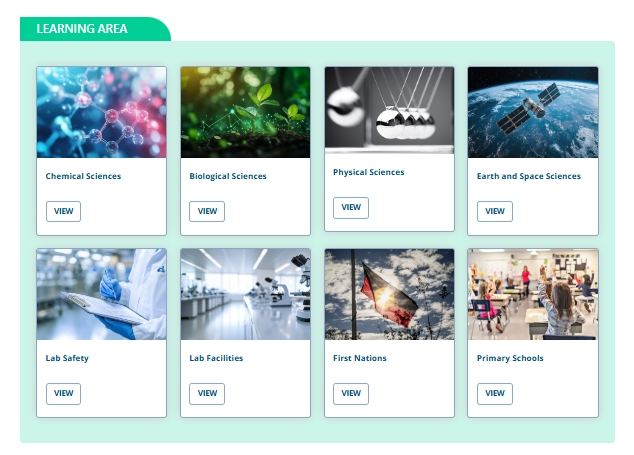 LEARNING AREA
Chemical Sciences
Biological Sciences
Physical Sciences
Earth and Space Sciences
VIEW
VIEW
VIEW
VIEW
Lab Safety
Lab Facilities
First Nations
Primary Schools
VIEW
VIEW
VIEW
VIEW